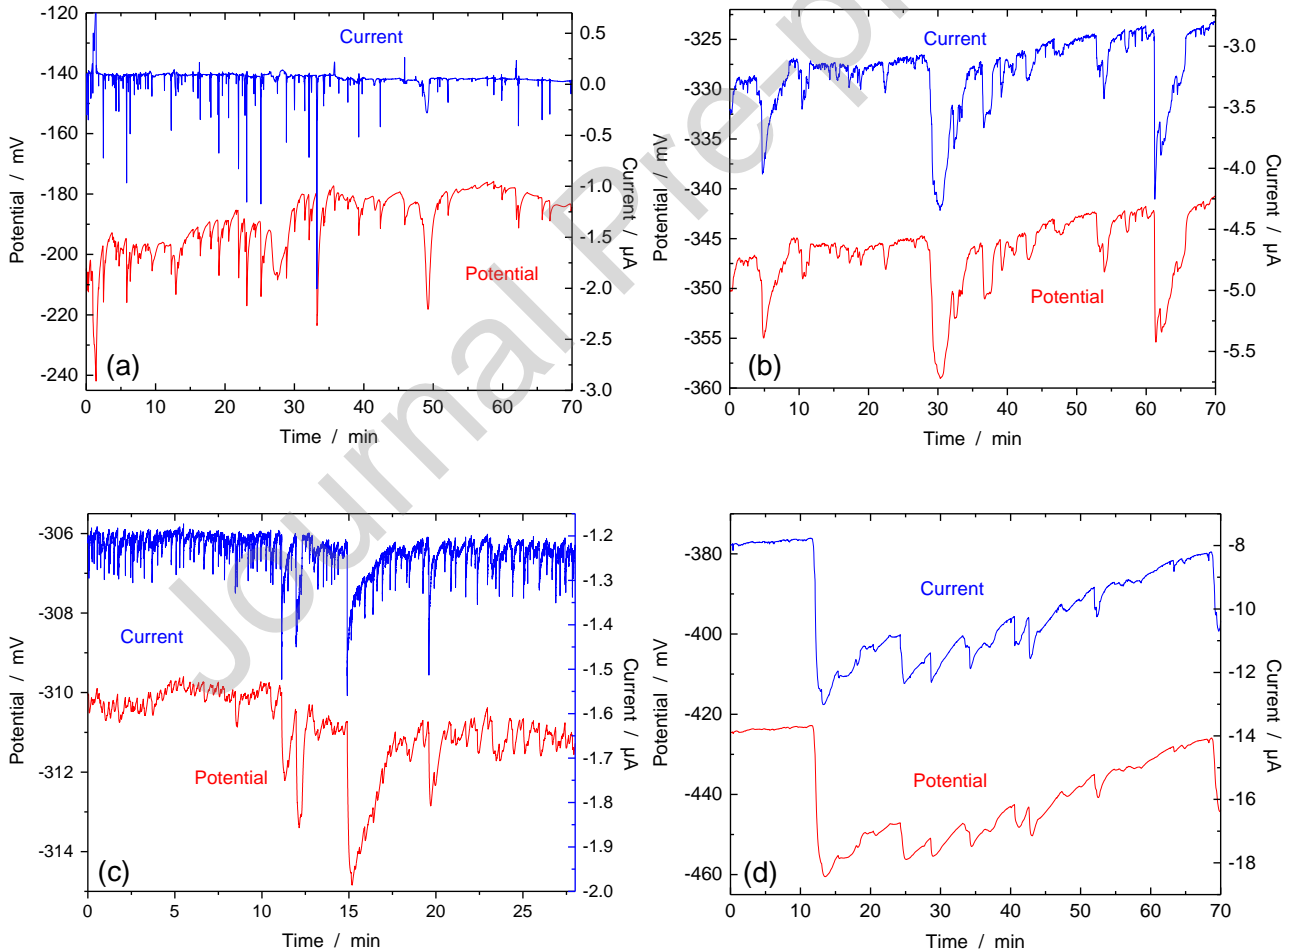 -120
-140
-160
-180
-200
-220
-240
0.5
0.0
-0.5
-1.0
-1.5
-2.0
-2.5
-3.0
Potential / mV
Current / µA
Current
Potential
(a)
0 10 20 30 40 50 60 70
Time / min
-325
-330
-335
-340
-345
-350
-355
-360
-3.0
-3.5
-4.0
-4.5
-5.0
-5.5
Potential / mV
Current / µA
Current
Potential
(b)
0 10 20 30 40 50 60 70
Time / min
-306
-308
-310
-312
-314
-1.2
-1.3
-1.4
-1.5
-1.6
-1.7
-1.8
-1.9
-2.0
Potential / mV
Current / µA
Current
Potential
(c)
0 5 10 15 20 25
Time / min
-380
-400
-420
-440
-460
-8
-10
-12
-14
-16
-18
Potential / mV
Current / µA
Current
Potential
(d)
0 10 20 30 40 50 60 70
Time / min
Journal Pre-p